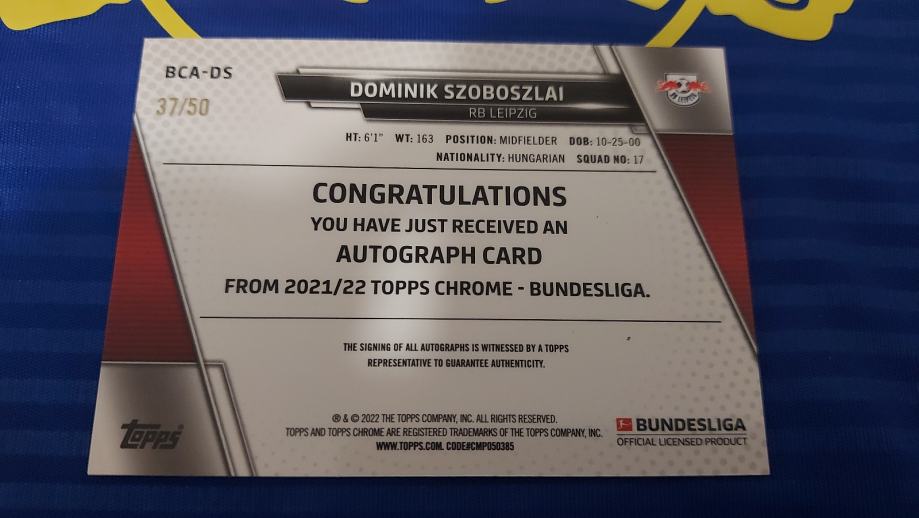 BCA-DS
37/50
DOMINIK SZOBOSZLAI
RB LEIPZIG
RB LEIPZIG
HT: 6'1" WT: 163 POSITION: MIDFIELDER DOB: 10-25-00
NATIONALITY: HUNGARIAN SQUAD NO: 17
CONGRATULATIONS
YOU HAVE JUST RECEIVED AN
AUTOGRAPH CARD
FROM 2021/22 TOPPS CHROME - BUNDESLIGA.
THE SIGNING OF ALL AUTOGRAPHS IS WITNESSED BY A TOPPS
REPRESENTATIVE TO GUARANTEE AUTHENTICITY.
® & © 2022 THE TOPPS COMPANY, INC. ALL RIGHTS RESERVED.
TOPPS AND TOPPS CHROME ARE REGISTERED TRADEMARKS OF THE TOPPS COMPANY, INC.
WWW.TOPPS.COM. CODE#CMP050385
topps
BUNDESLIGA
OFFICIAL LICENSED PRODUCT